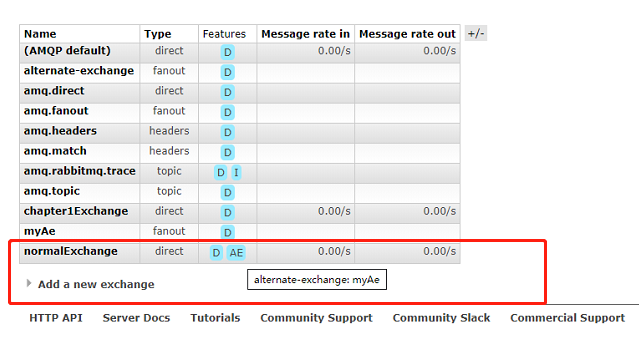 Name Type Features Message rate in Message rate out +/-
(AMQP default) direct D 0.00/s 0.00/s
alternate-exchange fanout D
amq.direct direct D
amq.fanout fanout D
amq.headers headers D
amq.match headers D
amq.rabbitmq.trace topic D I
amq.topic topic D
chapter1Exchange direct D 0.00/s 0.00/s
myAe fanout D
normalExchange direct D AE 0.00/s 0.00/s
alternate-exchange: myAe
Add a new exchange
HTTP API Server Docs Tutorials Community Support Community Slack Commercial Support